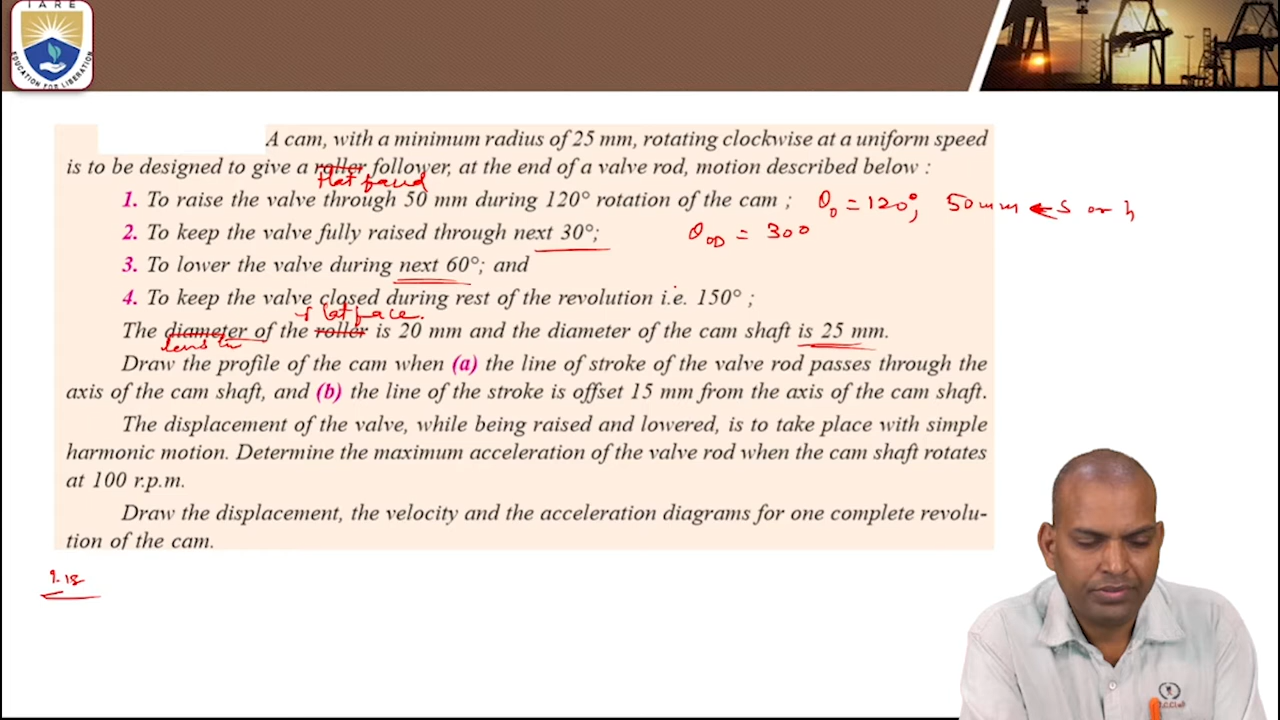 IARE
EDUCATION FOR LIBERATION
A cam, with a minimum radius of 25 mm, rotating clockwise at a uniform speed
is to be designed to give a roller follower, at the end of a valve rod, motion described below :
flat faced
1. To raise the valve through 50 mm during 120° rotation of the cam ; θo = 120°, 50mm ← s or h
2. To keep the valve fully raised through next 30°; θOD = 30°
3. To lower the valve during next 60°; and
4. To keep the valve closed during rest of the revolution i.e. 150° ;
flat face.
The diameter of the roller is 20 mm and the diameter of the cam shaft is 25 mm.
Draw the profile of the cam when (a) the line of stroke of the valve rod passes through the
axis of the cam shaft, and (b) the line of the stroke is offset 15 mm from the axis of the cam shaft.
The displacement of the valve, while being raised and lowered, is to take place with simple
harmonic motion. Determine the maximum acceleration of the valve rod when the cam shaft rotates
at 100 r.p.m.
Draw the displacement, the velocity and the acceleration diagrams for one complete revolu-
tion of the cam.